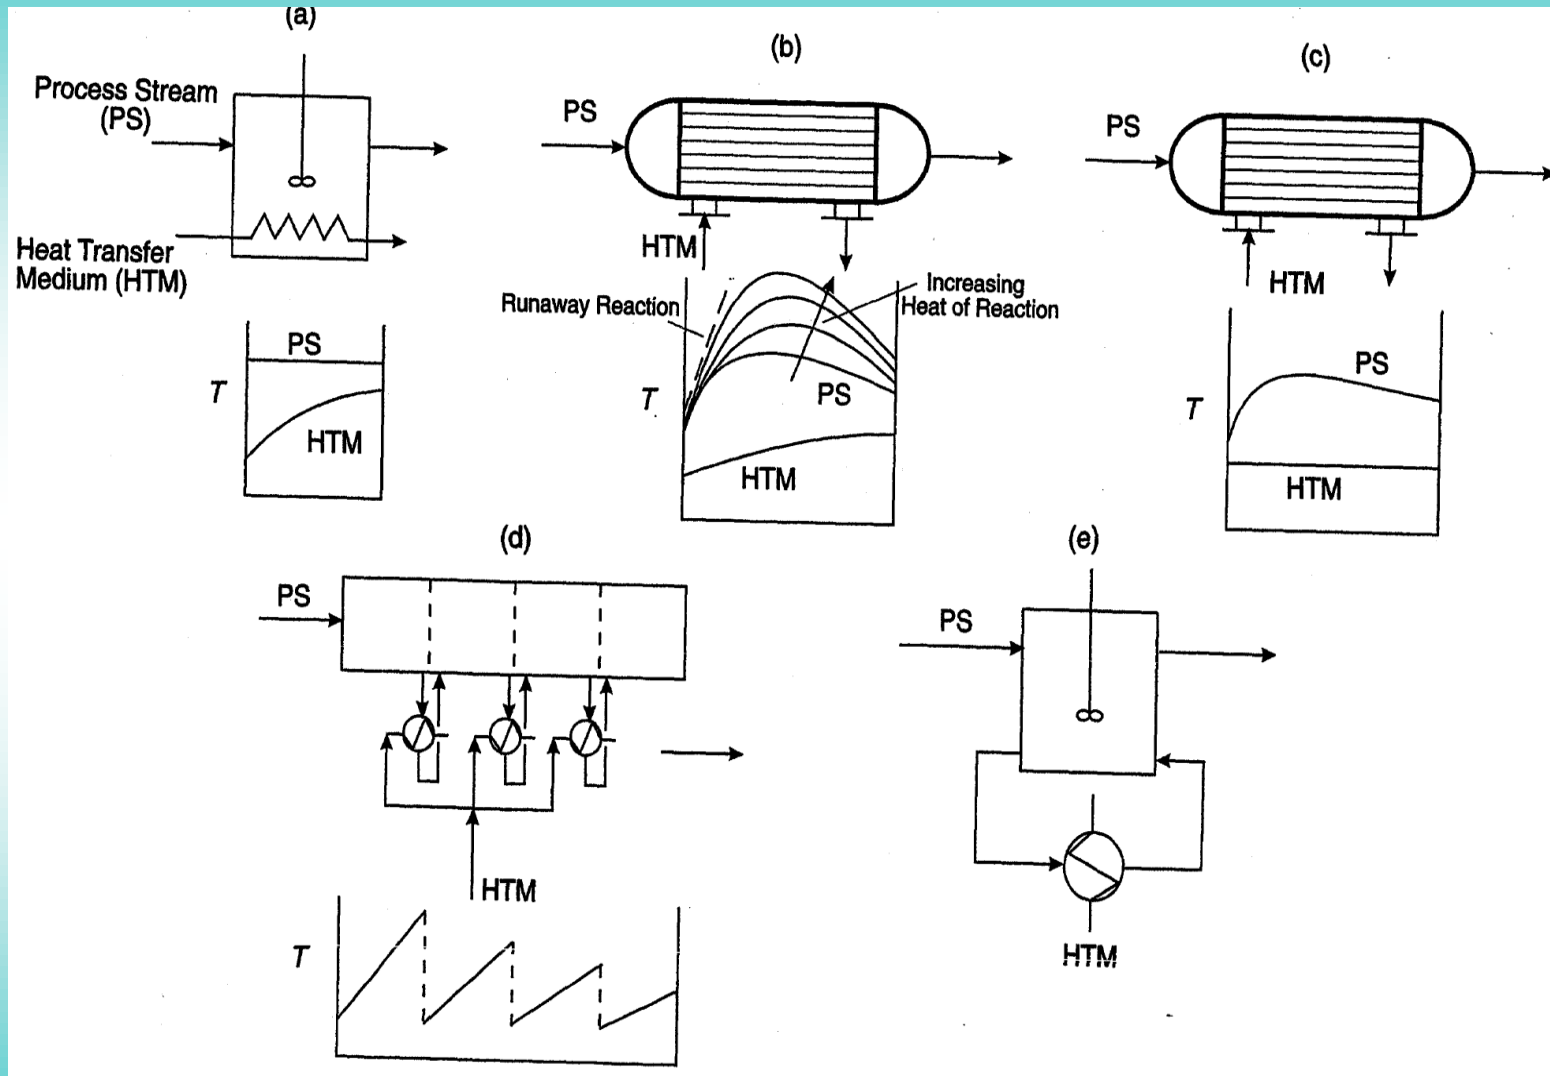 (a)
Process Stream
(PS)
Heat Transfer
Medium (HTM)
PS
T
HTM
(b)
PS
HTM
Runaway Reaction
Increasing
Heat of Reaction
T
PS
HTM
(c)
PS
HTM
T
PS
HTM
(d)
PS
HTM
T
(e)
PS
HTM